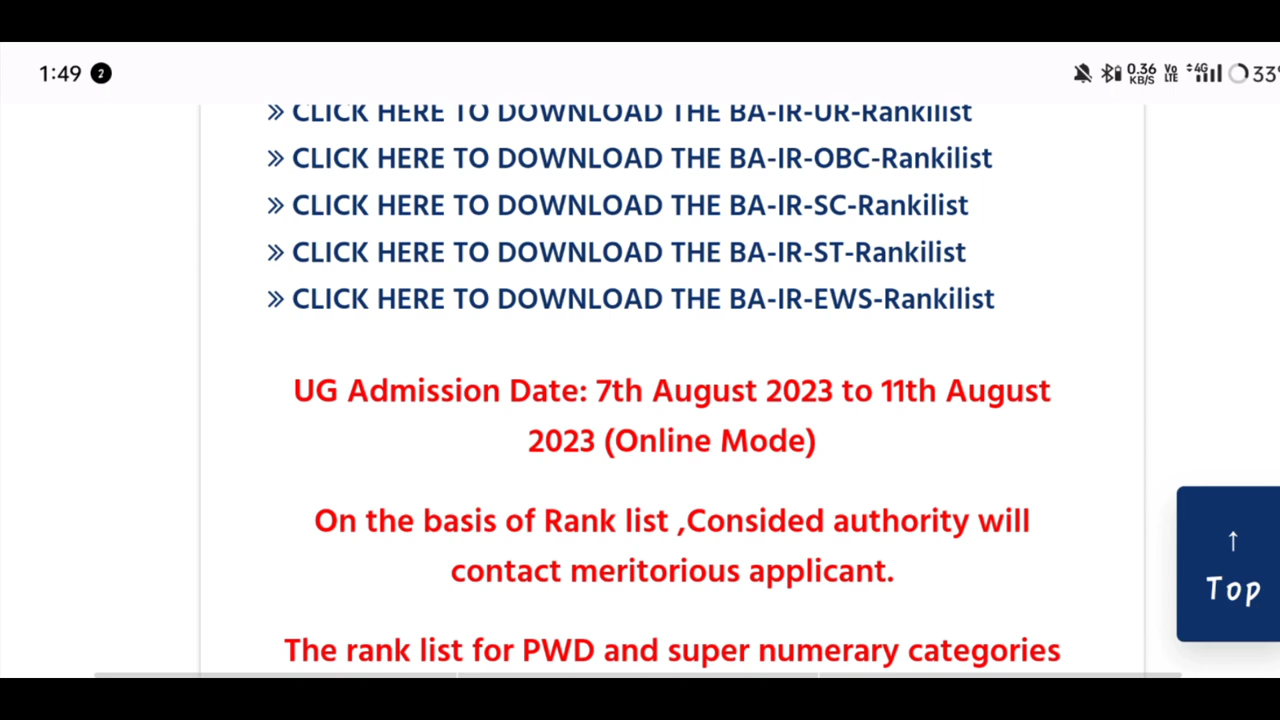 1:49 2 0.36 KB/S Vo LTE 4G 33%
» CLICK HERE TO DOWNLOAD THE BA-IR-UR-Rankilist
» CLICK HERE TO DOWNLOAD THE BA-IR-OBC-Rankilist
» CLICK HERE TO DOWNLOAD THE BA-IR-SC-Rankilist
» CLICK HERE TO DOWNLOAD THE BA-IR-ST-Rankilist
» CLICK HERE TO DOWNLOAD THE BA-IR-EWS-Rankilist
UG Admission Date: 7th August 2023 to 11th August
2023 (Online Mode)
On the basis of Rank list ,Consided authority will
contact meritorious applicant.
↑
Top
The rank list for PWD and super numerary categories